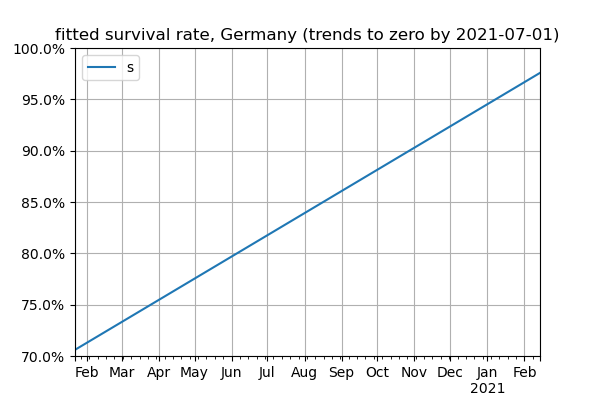 fitted survival rate, Germany (trends to zero by 2021-07-01)
100.0%
s
95.0%
90.0%
85.0%
80.0%
75.0%
70.0%
Feb Mar Apr May Jun Jul Aug Sep Oct Nov Dec Jan Feb
2021